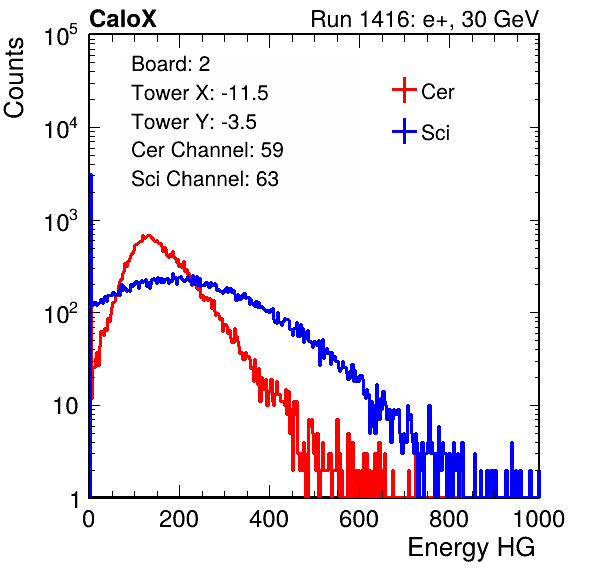 CaloX Run 1416: e+, 30 GeV
Counts
Board: 2
Tower X: -11.5
Tower Y: -3.5
Cer Channel: 59
Sci Channel: 63
Cer
Sci
10^5
10^4
10^3
10^2
10
1
0 200 400 600 800 1000
Energy HG